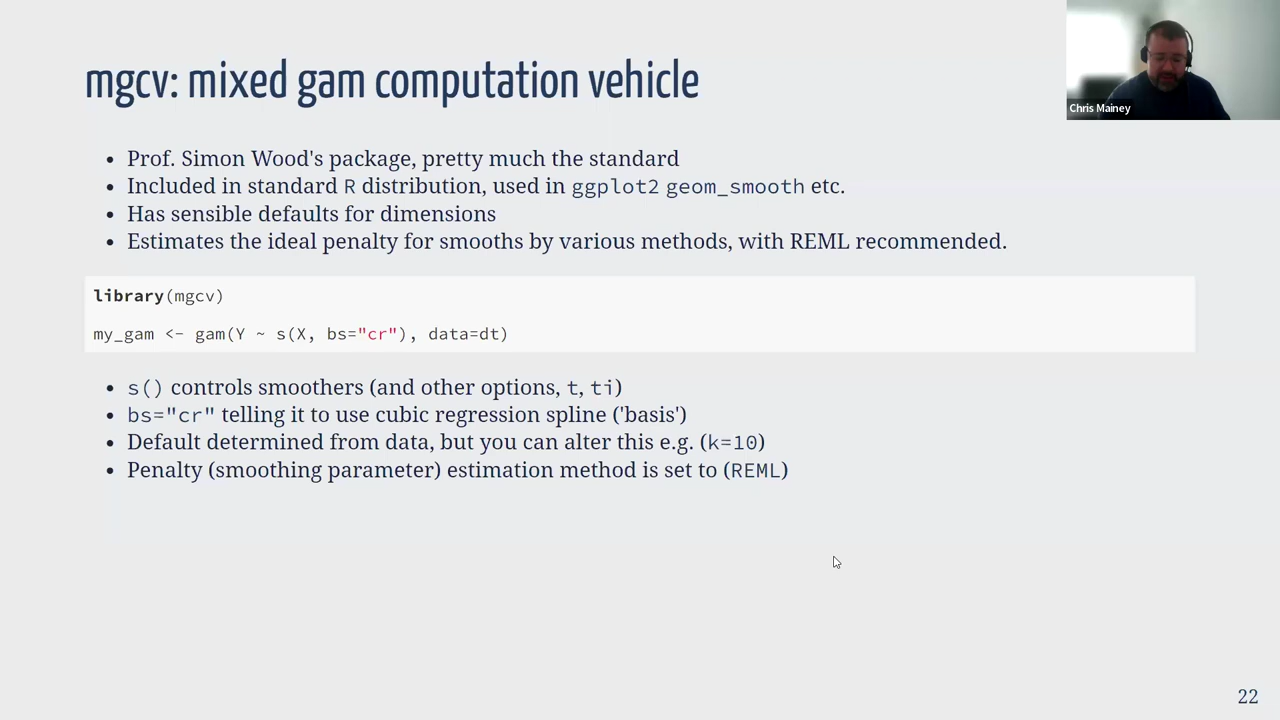 mgcv: mixed gam computation vehicle
Chris Mainey
• Prof. Simon Wood's package, pretty much the standard
• Included in standard R distribution, used in ggplot2 geom_smooth etc.
• Has sensible defaults for dimensions
• Estimates the ideal penalty for smooths by various methods, with REML recommended.
library(mgcv)
my_gam <- gam(Y ~ s(X, bs="cr"), data=dt)
• s() controls smoothers (and other options, t, ti)
• bs="cr" telling it to use cubic regression spline ('basis')
• Default determined from data, but you can alter this e.g. (k=10)
• Penalty (smoothing parameter) estimation method is set to (REML)
22